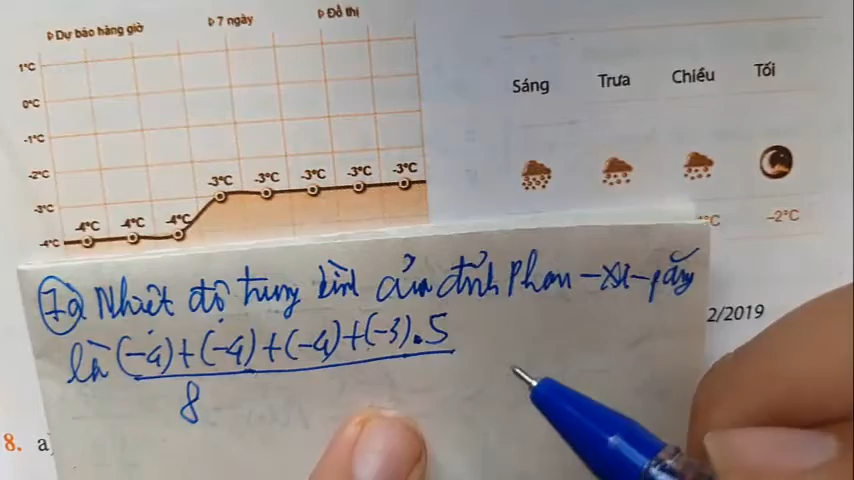 ▷ Dự báo hàng giờ
▷ 7 ngày
▷ Đồ thị
1°C
0°C
-1°C
-2°C
-3°C
-4°C
-4°C -4°C -4°C -3°C -3°C -3°C -3°C -3°C
Sáng Trưa Chiều Tối
°C -2°C
7a Nhiệt độ trung bình của đỉnh Phan-xi-păng
là (-4)+(-4)+(-4)+(-3).5
8
2/2019
8. a